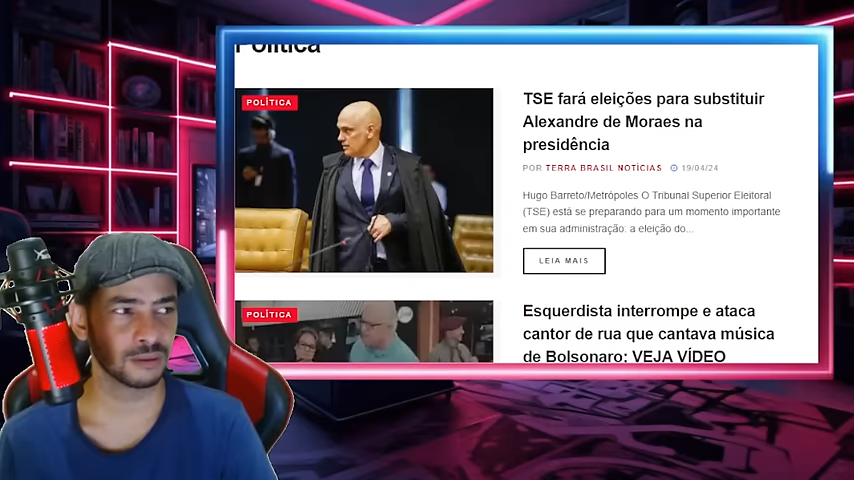 Política
POLÍTICA
TSE fará eleições para substituir
Alexandre de Moraes na
presidência
POR TERRA BRASIL NOTÍCIAS 19/04/24
Hugo Barreto/Metrópoles O Tribunal Superior Eleitoral
(TSE) está se preparando para um momento importante
em sua administração: a eleição do...
LEIA MAIS
POLÍTICA
Esquerdista interrompe e ataca
cantor de rua que cantava música
de Bolsonaro; VEJA VÍDEO